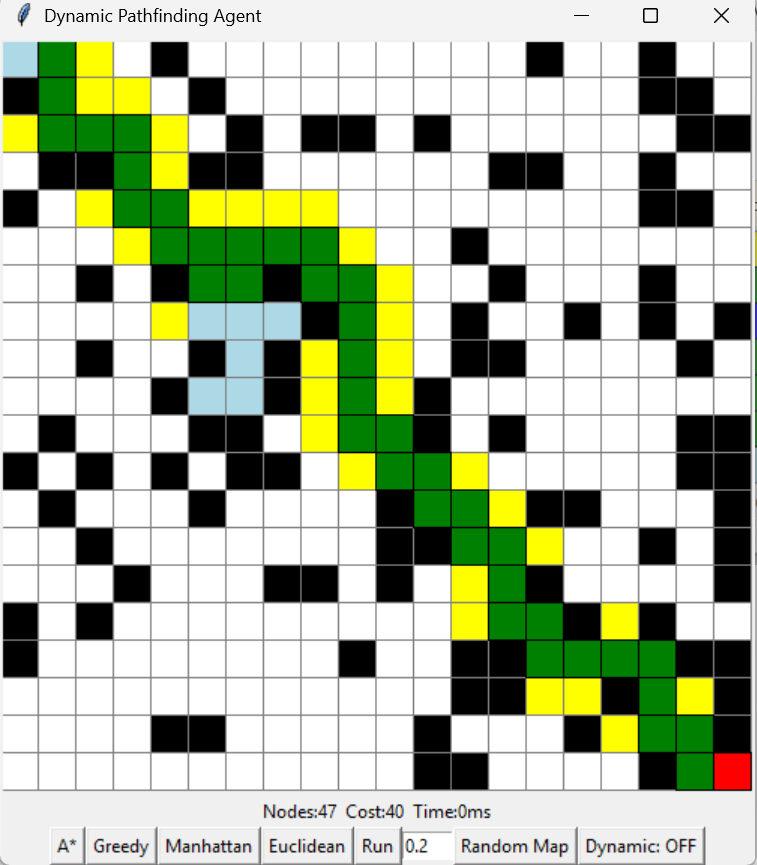 Dynamic Pathfinding Agent
Nodes:47 Cost:40 Time:0ms
A* Greedy Manhattan Euclidean Run 0.2 Random Map Dynamic: OFF